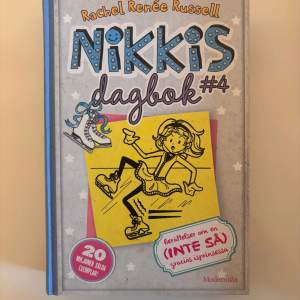 Rachel Renée Russell
NIKKIS
dagbok #4
Berättelser om en
(INTE SÅ)
graciös isprinsessa
20
MILJONER SÅLDA
EXEMPLAR!
Modernista